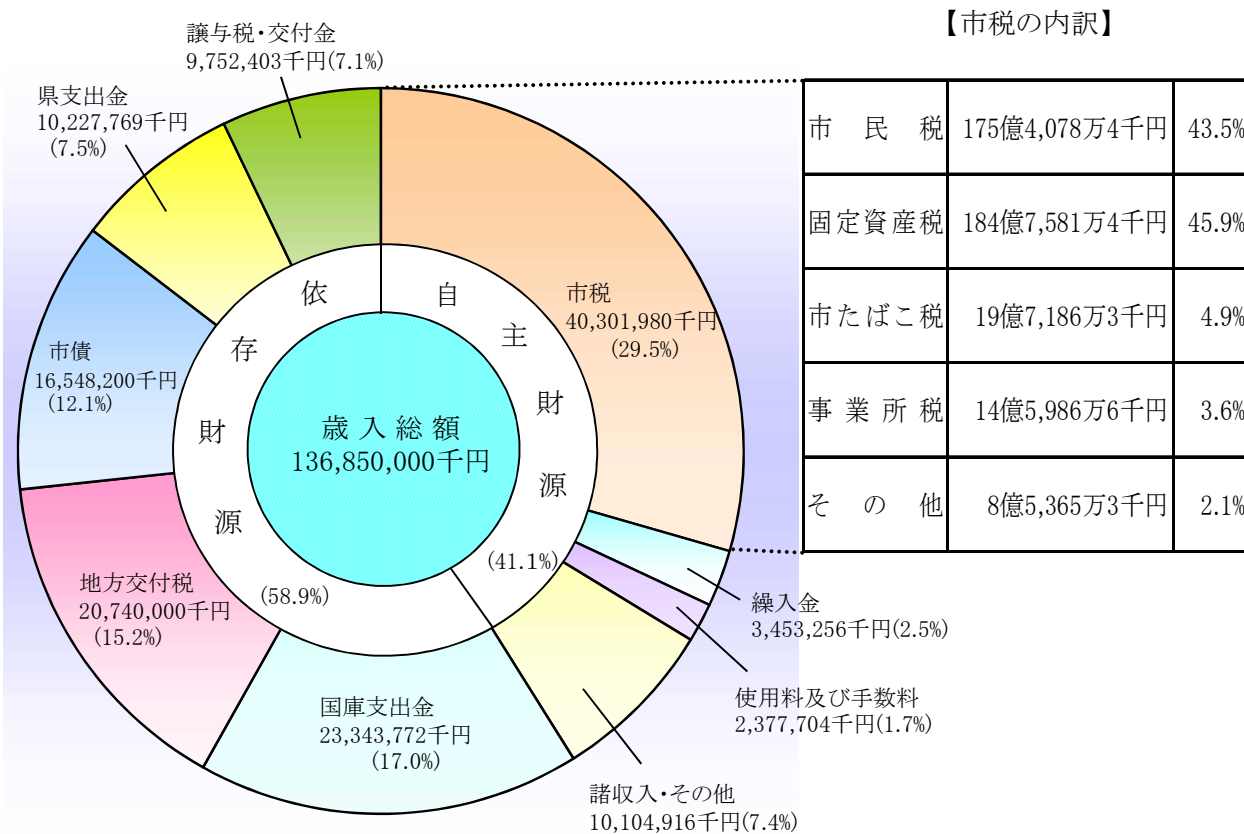 【市税の内訳】
譲与税・交付金
9,752,403千円(7.1%)
県支出金
10,227,769千円
(7.5%)
市債
16,548,200千円
(12.1%)
地方交付税
20,740,000千円
(15.2%)
国庫支出金
23,343,772千円
(17.0%)
諸収入・その他
10,104,916千円(7.4%)
使用料及び手数料
2,377,704千円(1.7%)
繰入金
3,453,256千円(2.5%)
市税
40,301,980千円
(29.5%)
依存財源
(58.9%)
自主財源
(41.1%)
歳入総額
136,850,000千円
市民税 175億4,078万4千円 43.5%
固定資産税 184億7,581万4千円 45.9%
市たばこ税 19億7,186万3千円 4.9%
事業所税 14億5,986万6千円 3.6%
その他 8億5,365万3千円 2.1%